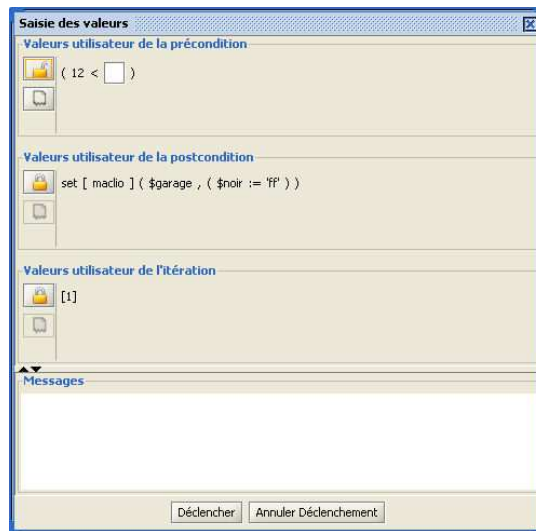 Saisie des valeurs
Valeurs utilisateur de la précondition
( 12 < )
Valeurs utilisateur de la postcondition
set [ maclio ] ( $garage , ( $noir := 'ff' ) )
Valeurs utilisateur de l'itération
[1]
Messages
Déclencher Annuler Déclenchement